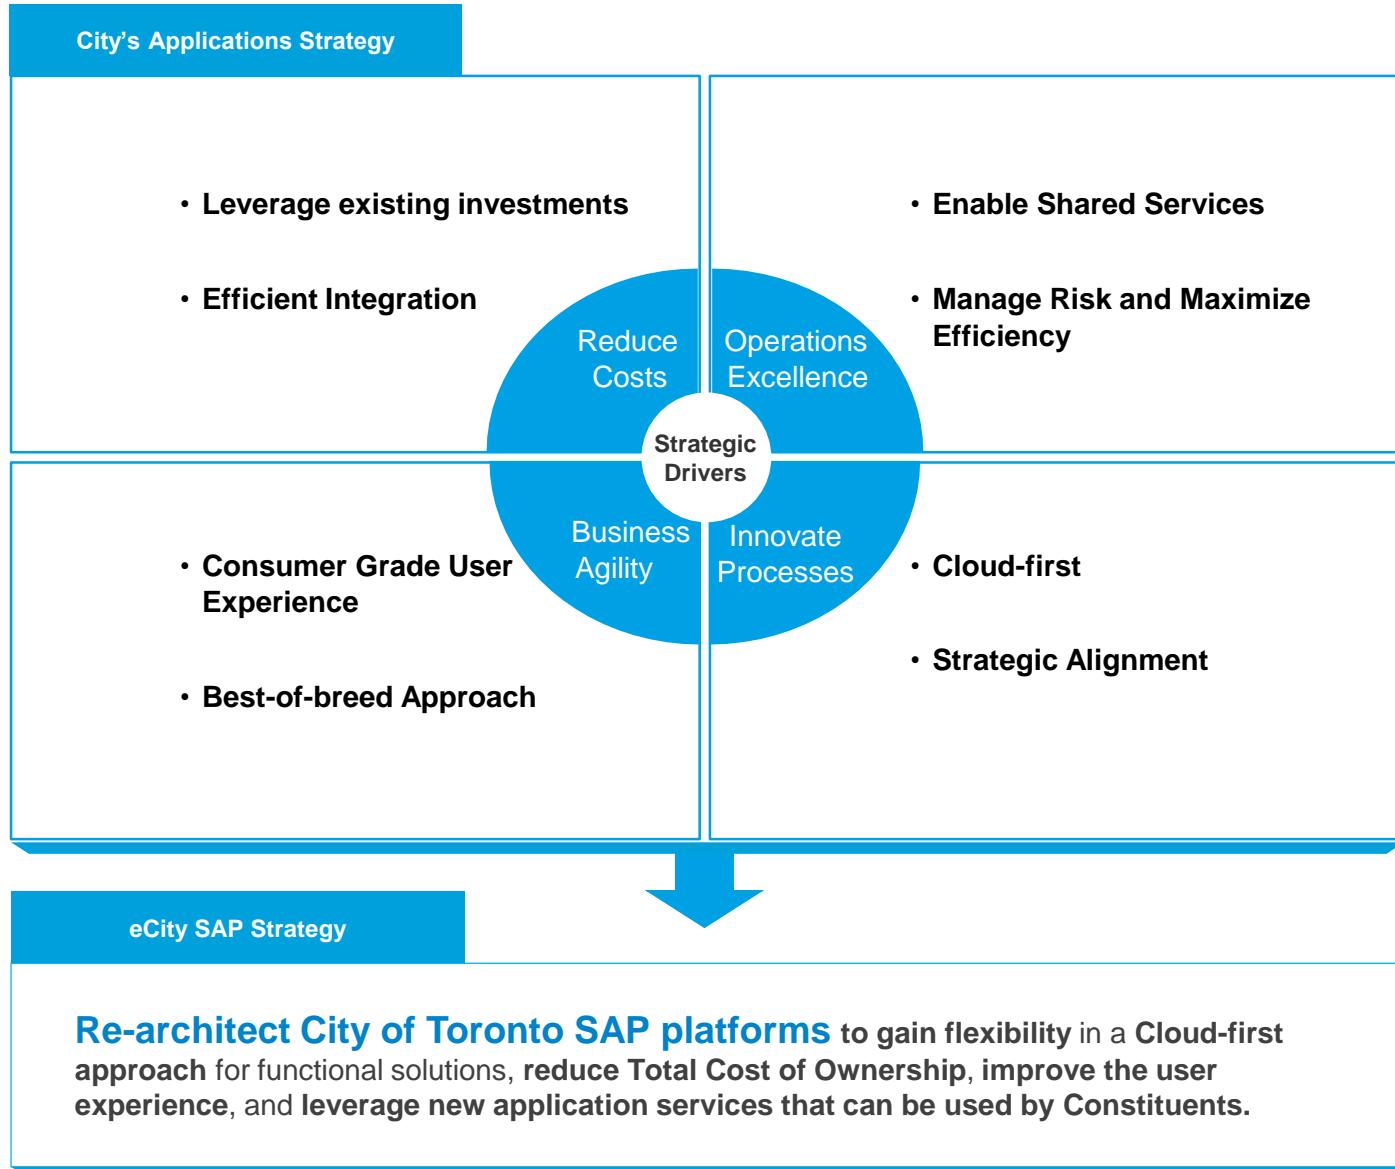 City’s Applications Strategy
• Leverage existing investments
• Efficient Integration
• Enable Shared Services
• Manage Risk and Maximize
Efficiency
Reduce
Costs
Operations
Excellence
Strategic
Drivers
Business
Agility
Innovate
Processes
• Consumer Grade User
Experience
• Best-of-breed Approach
• Cloud-first
• Strategic Alignment
eCity SAP Strategy
Re-architect City of Toronto SAP platforms to gain flexibility in a Cloud-first
approach for functional solutions, reduce Total Cost of Ownership, improve the user
experience, and leverage new application services that can be used by Constituents.